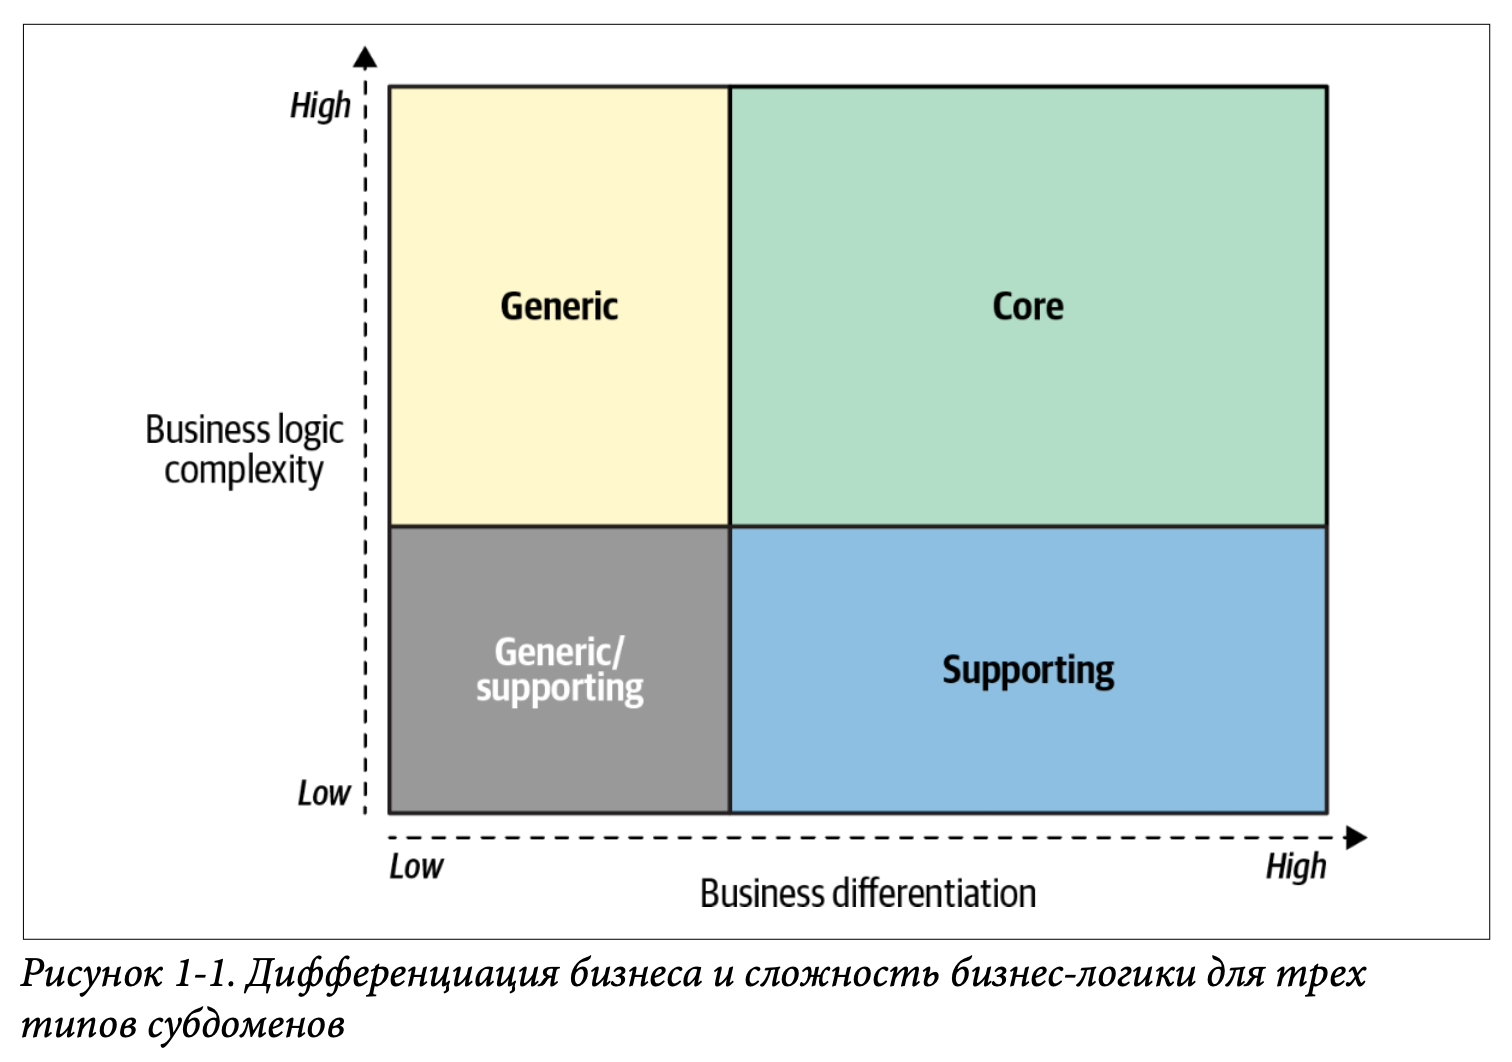 High
Generic
Core
Business logic
complexity
Generic/
supporting
Supporting
Low
Low
High
Business differentiation
Рисунок 1-1. Дифференциация бизнеса и сложность бизнес-логики для трех
типов субдоменов